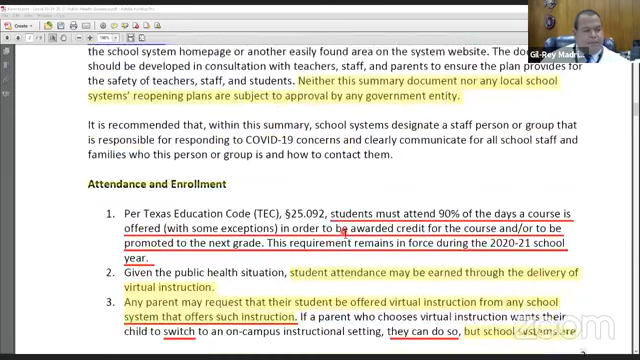 the school system homepage or another easily found area on the system website. The do
should be developed in consultation with teachers, staff, and parents to ensure the plan provides for
the safety of teachers, staff, and students. Neither this summary document nor any local school
systems' reopening plans are subject to approval by any government entity.
It is recommended that, within this summary, school systems designate a staff person or group that
is responsible for responding to COVID-19 concerns and clearly communicate for all school staff and
families who this person or group is and how to contact them.
Attendance and Enrollment
1. Per Texas Education Code (TEC), §25.092, students must attend 90% of the days a course is
offered (with some exceptions) in order to be awarded credit for the course and/or to be
promoted to the next grade. This requirement remains in force during the 2020-21 school
year.
2. Given the public health situation, student attendance may be earned through the delivery of
virtual instruction.
3. Any parent may request that their student be offered virtual instruction from any school
system that offers such instruction. If a parent who chooses virtual instruction wants their
child to switch to an on-campus instructional setting, they can do so, but school systems are
Gil-Rey Madri...
zoom